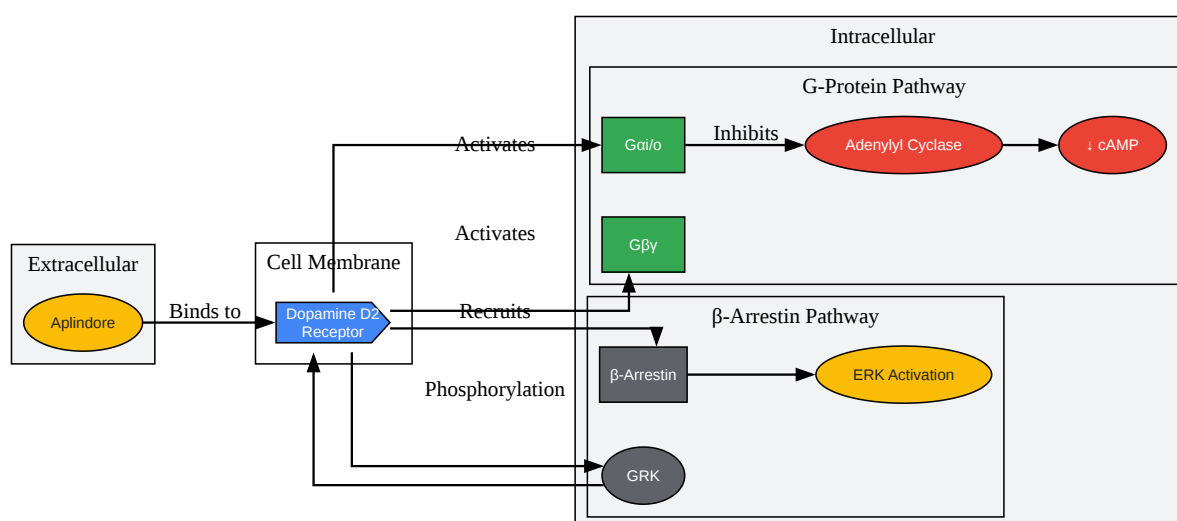 Intracellular
G-Protein Pathway
Activates
Gαi/o
Inhibits
Adenylyl Cyclase
↓ cAMP
Activates
Gβγ
Extracellular
Cell Membrane
Aplindore
Binds to
Dopamine D2
Receptor
Recruits
β-Arrestin Pathway
β-Arrestin
ERK Activation
Phosphorylation
GRK